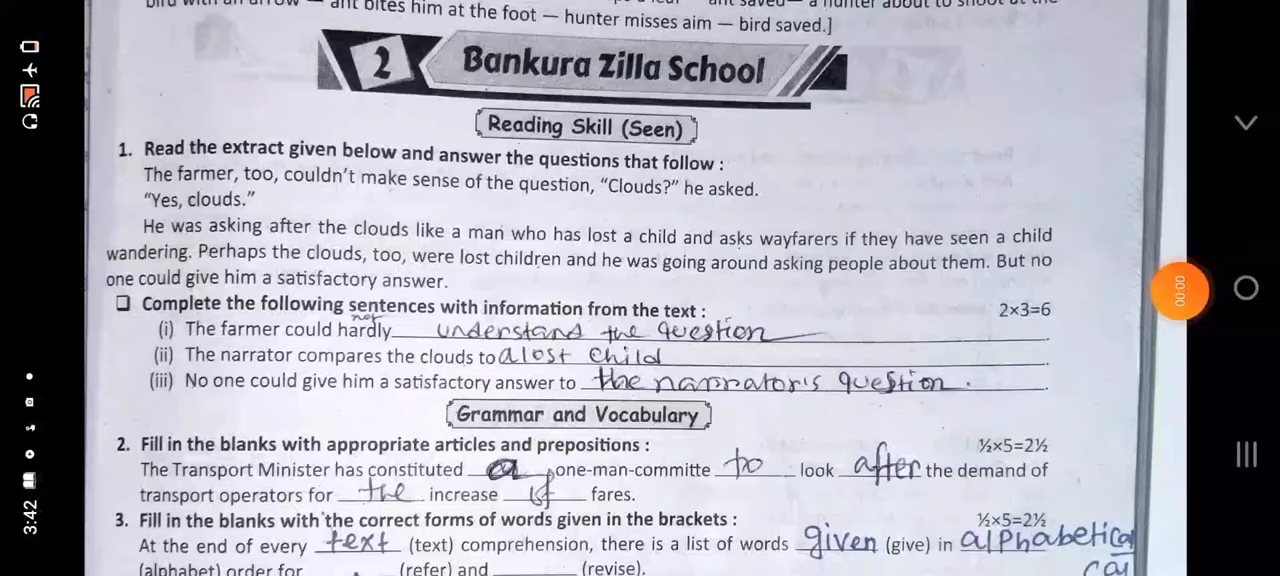 ant bites him at the foot — hunter misses aim — bird saved.]
2 Bankura Zilla School
Reading Skill (Seen)
1. Read the extract given below and answer the questions that follow :
The farmer, too, couldn't make sense of the question, "Clouds?" he asked.
"Yes, clouds."
He was asking after the clouds like a man who has lost a child and asks wayfarers if they have seen a child
wandering. Perhaps the clouds, too, were lost children and he was going around asking people about them. But no
one could give him a satisfactory answer.
❑ Complete the following sentences with information from the text : 2×3=6
not
(i) The farmer could hardly understand the question .
(ii) The narrator compares the clouds to a lost child .
(iii) No one could give him a satisfactory answer to the narrator's question. .
Grammar and Vocabulary
2. Fill in the blanks with appropriate articles and prepositions : ½×5=2½
The Transport Minister has constituted a one-man-committe to look after the demand of
transport operators for the increase of fares.
3. Fill in the blanks with the correct forms of words given in the brackets : ½×5=2½
At the end of every text (text) comprehension, there is a list of words given (give) in alphabetical
cal
(alphabet) order for (refer) and (revise).
3:42
00:00